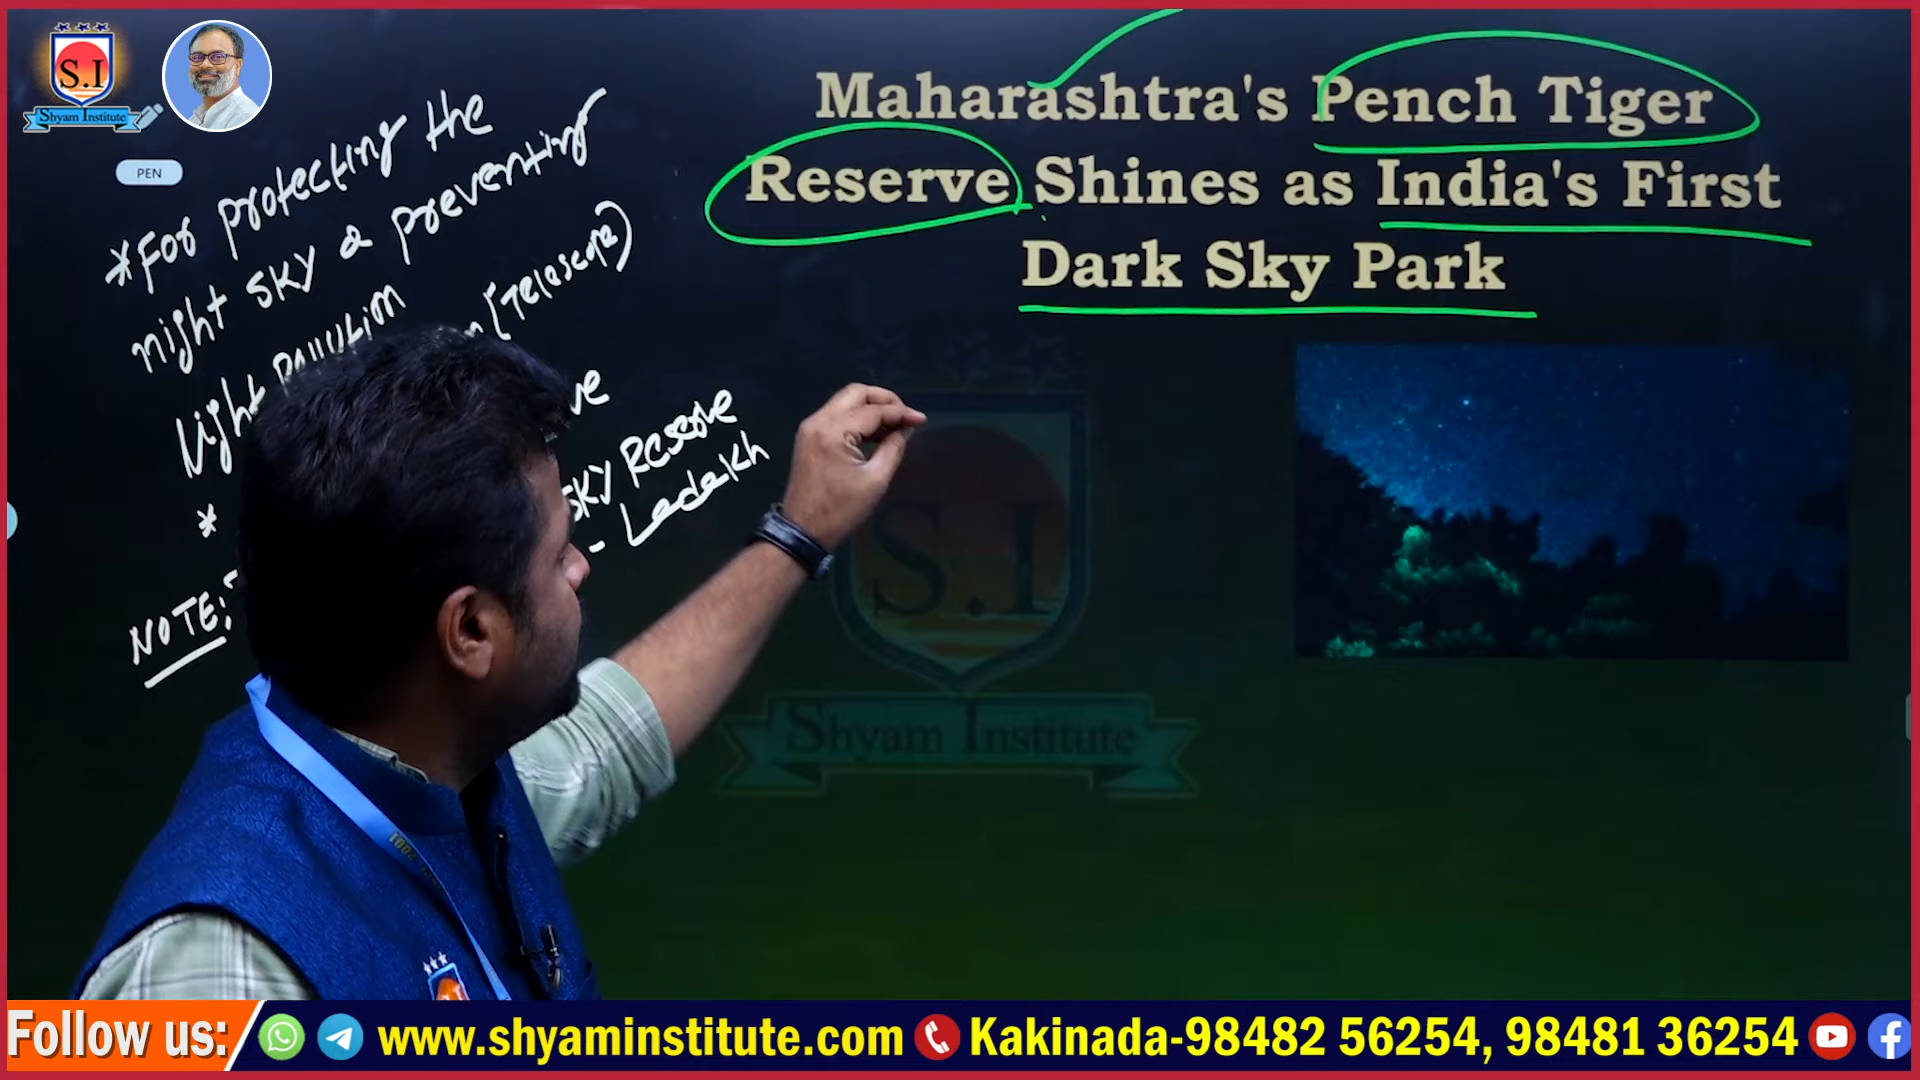 S.I
Shyam Institute
PEN
Maharashtra's Pench Tiger
Reserve Shines as India's First
Dark Sky Park
*For protecting the
night sky & preventing
light pollution
(Telescope)
*
SKY Reserve
- Ladakh
NOTE:
S.I
Shyam Institute
2001
Follow us:
www.shyaminstitute.com
Kakinada-98482 56254, 98481 36254